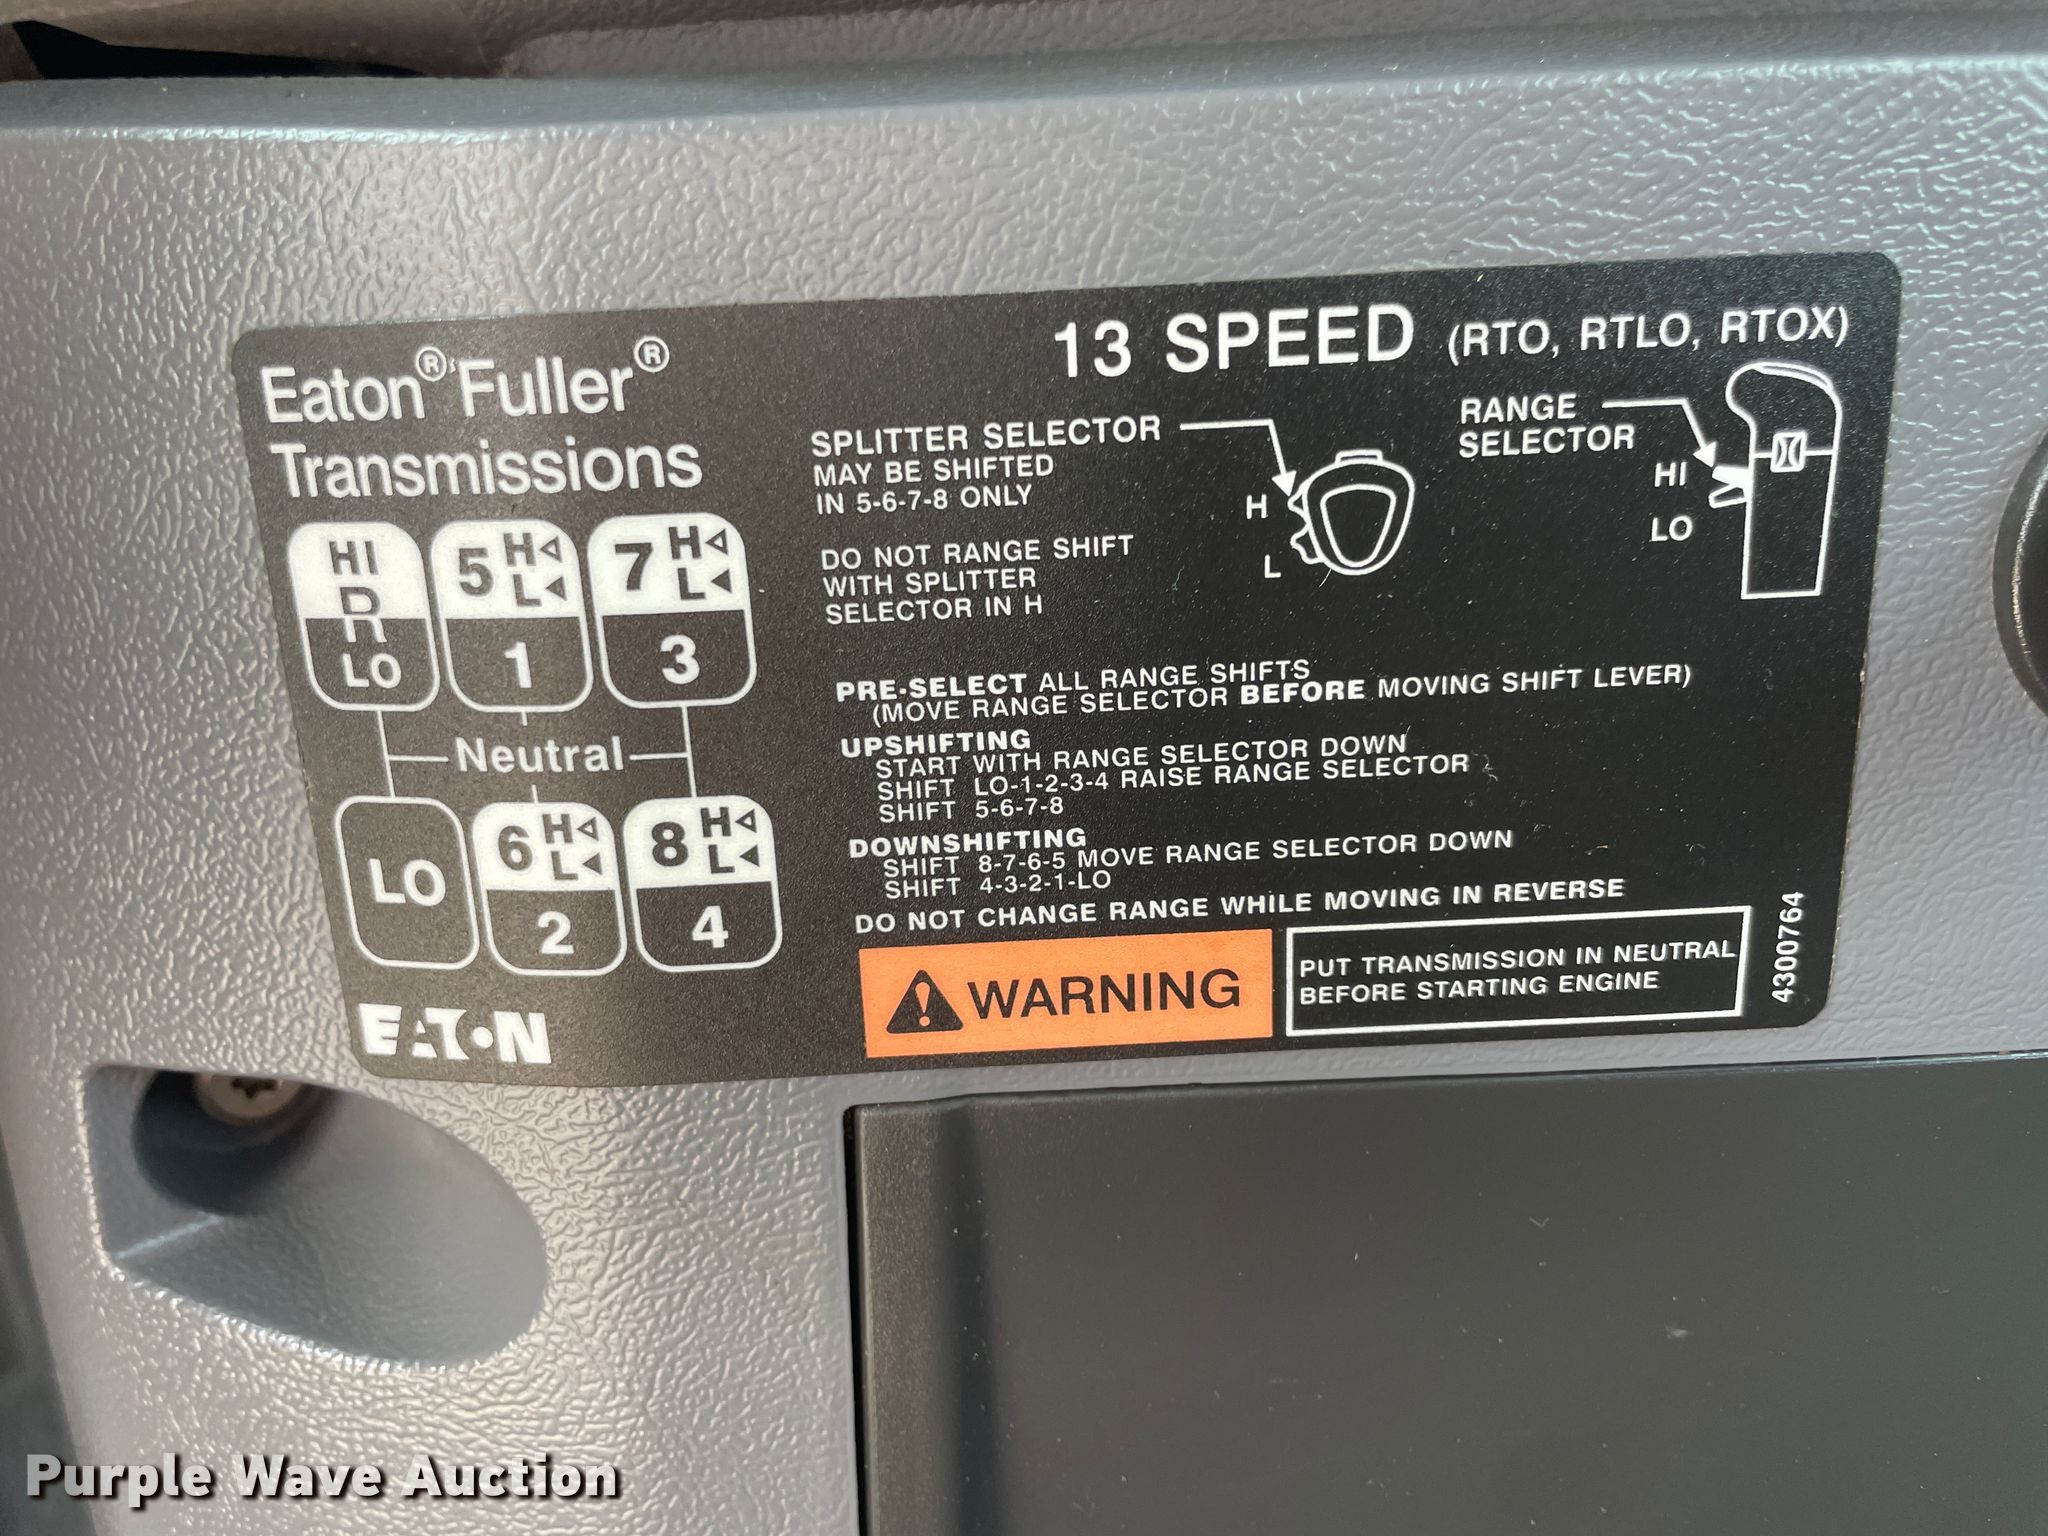 Eaton® Fuller®
Transmissions
13 SPEED (RTO, RTLO, RTOX)
SPLITTER SELECTOR
MAY BE SHIFTED
IN 5-6-7-8 ONLY
DO NOT RANGE SHIFT
WITH SPLITTER
SELECTOR IN H
H
L
RANGE
SELECTOR
HI
LO
HI
R
LO
5 H
L
1
7 H
L
3
Neutral
LO
6 H
L
2
8 H
L
4
PRE-SELECT ALL RANGE SHIFTS
(MOVE RANGE SELECTOR BEFORE MOVING SHIFT LEVER)
UPSHIFTING
START WITH RANGE SELECTOR DOWN
SHIFT LO-1-2-3-4 RAISE RANGE SELECTOR
SHIFT 5-6-7-8
DOWNSHIFTING
SHIFT 8-7-6-5 MOVE RANGE SELECTOR DOWN
SHIFT 4-3-2-1-LO
DO NOT CHANGE RANGE WHILE MOVING IN REVERSE
WARNING
PUT TRANSMISSION IN NEUTRAL
BEFORE STARTING ENGINE
4300764
EATON
Purple Wave Auction